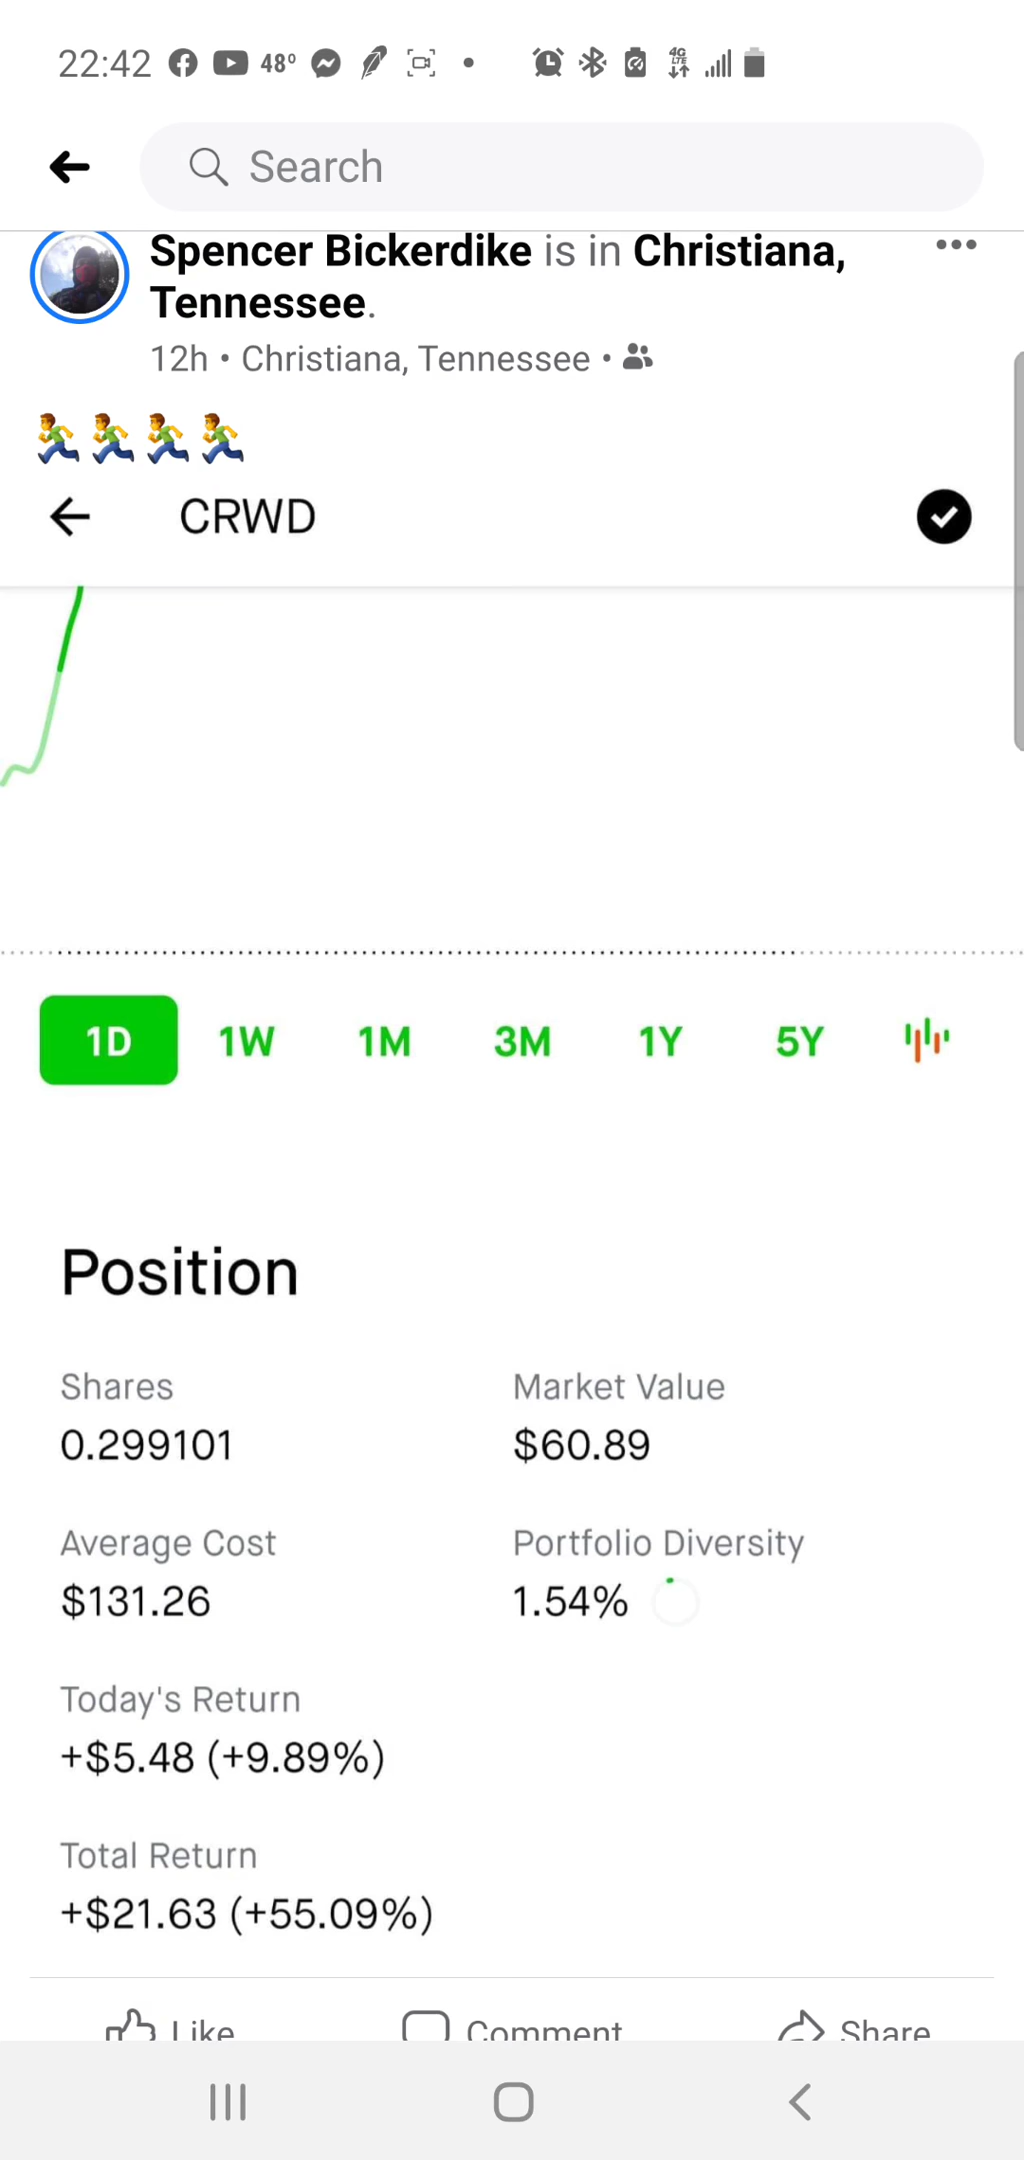 22:42 48° 4G LTE
Search
Spencer Bickerdike is in Christiana,
Tennessee.
12h • Christiana, Tennessee •
CRWD
1D 1W 1M 3M 1Y 5Y
Position
Shares Market Value
0.299101 $60.89
Average Cost Portfolio Diversity
$131.26 1.54%
Today's Return
+$5.48 (+9.89%)
Total Return
+$21.63 (+55.09%)
Like Comment Share